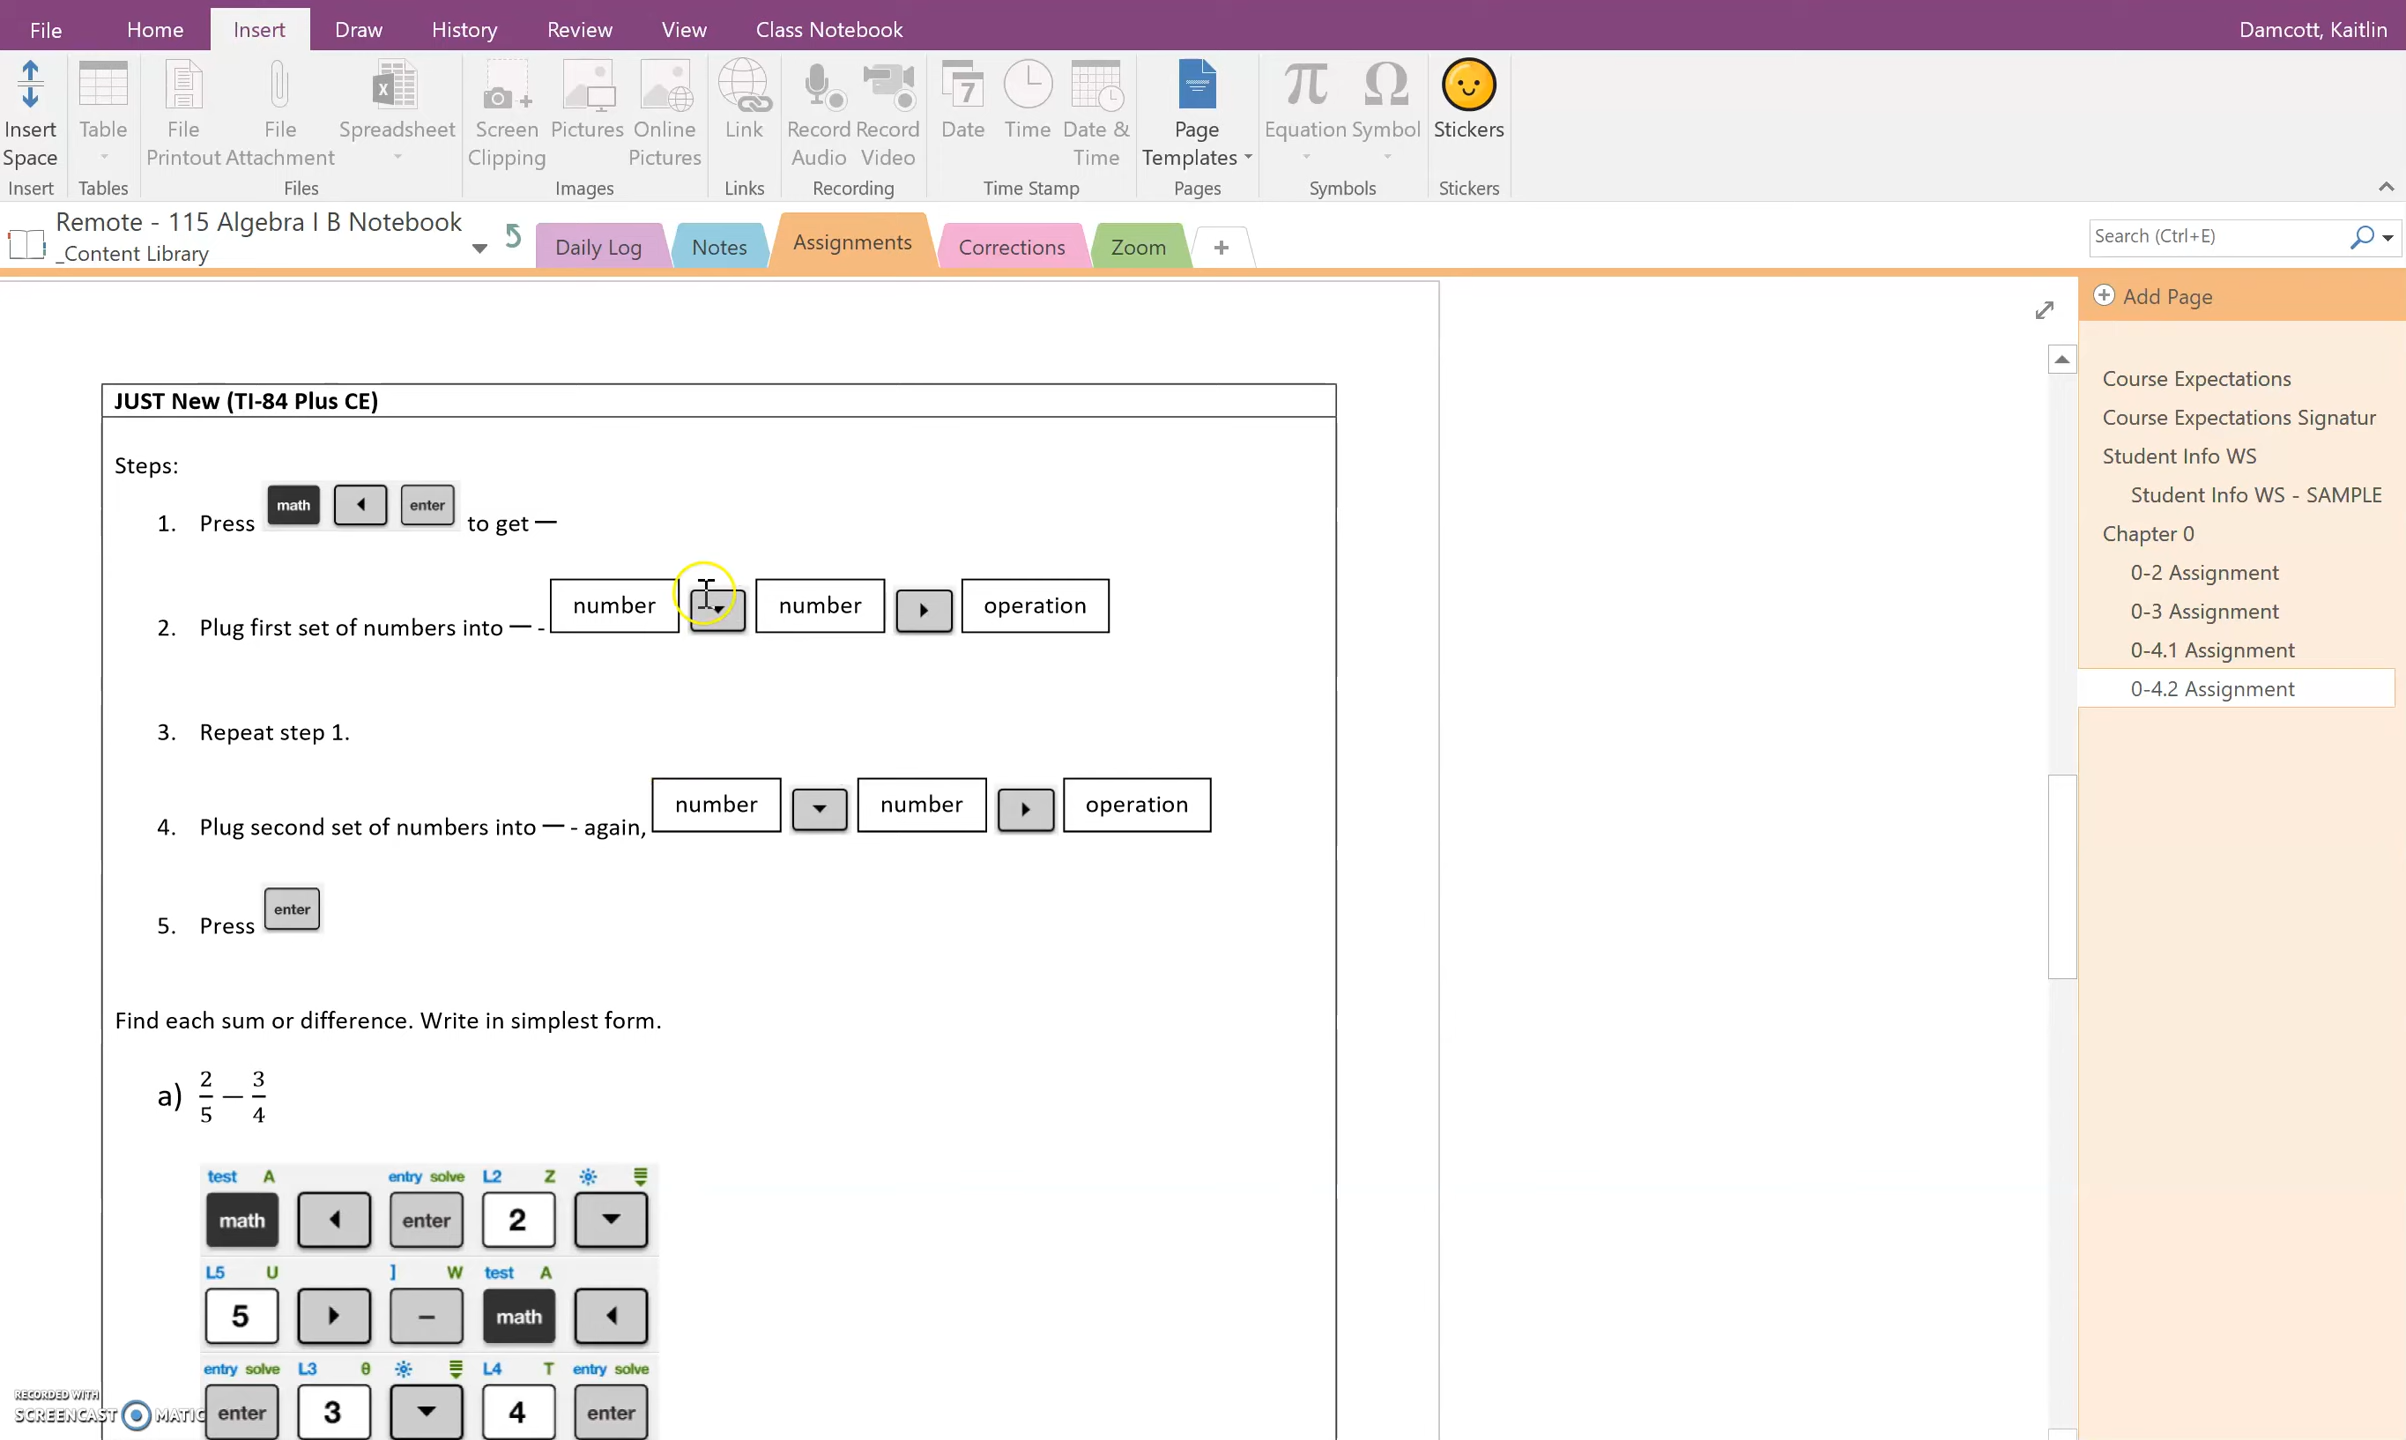 File Home Insert Draw History Review View Class Notebook Damcott, Kaitlin
Insert Space Table File Printout File Attachment Spreadsheet Screen Clipping Pictures Online Pictures Link Record Audio Record Video 7 Date Time Date & Time Page Templates π Equation Ω Symbol Stickers
Insert Tables Files Images Links Recording Time Stamp Pages Symbols Stickers
Remote - 115 Algebra I B Notebook
_Content Library
Daily Log Notes Assignments Corrections Zoom +
Search (Ctrl+E)
Add Page
Course Expectations
Course Expectations Signatur
Student Info WS
Student Info WS - SAMPLE
Chapter 0
0-2 Assignment
0-3 Assignment
0-4.1 Assignment
0-4.2 Assignment
JUST New (TI-84 Plus CE)
Steps:
1. Press math ◂ enter to get —
2. Plug first set of numbers into — - number ▾ number ▸ operation
3. Repeat step 1.
4. Plug second set of numbers into — - again, number ▾ number ▸ operation
5. Press enter
Find each sum or difference. Write in simplest form.
a) 2/5 − 3/4
test A entry solve L2 Z
math ◂ enter 2 ▾
L5 U ] W test A
5 ▸ − math ◂
entry solve L3 θ L4 T entry solve
enter 3 ▾ 4 enter
RECORDED WITH
SCREENCAST MATIC